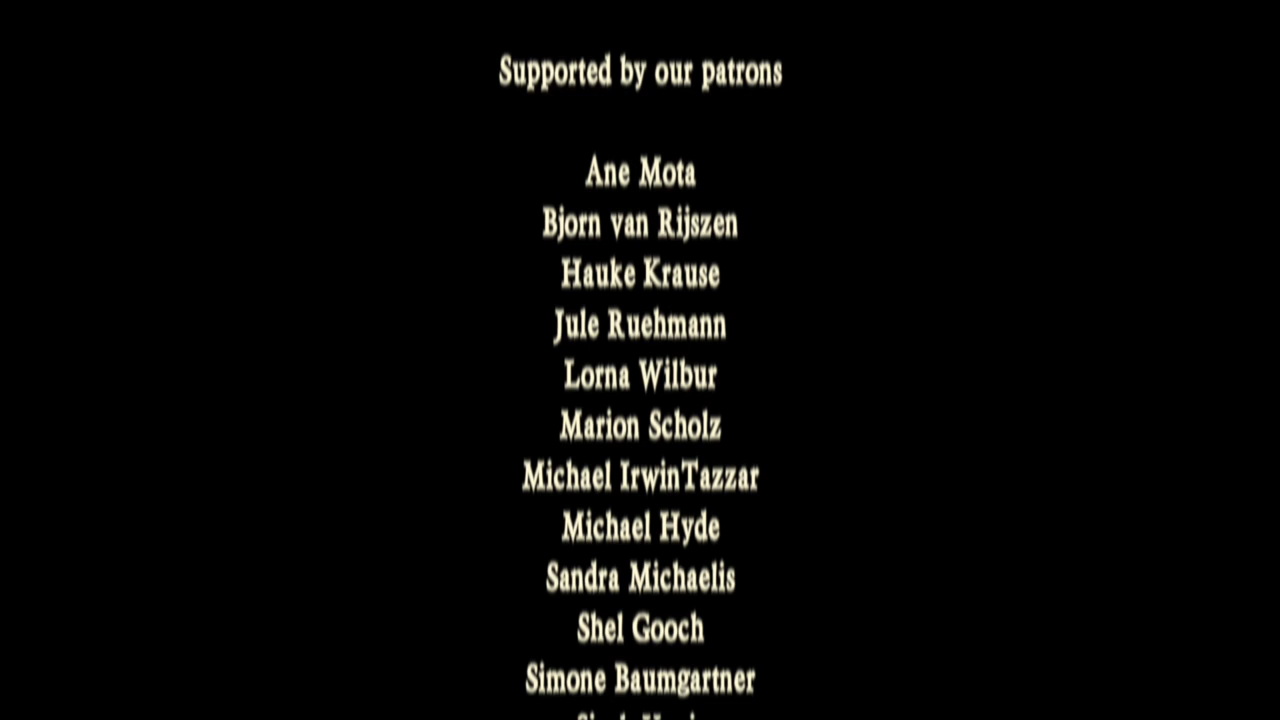 Supported by our patrons
Ane Mota
Bjorn van Rijszen
Hauke Krause
Jule Ruehmann
Lorna Wilbur
Marion Scholz
Michael IrwinTazzar
Michael Hyde
Sandra Michaelis
Shel Gooch
Simone Baumgartner